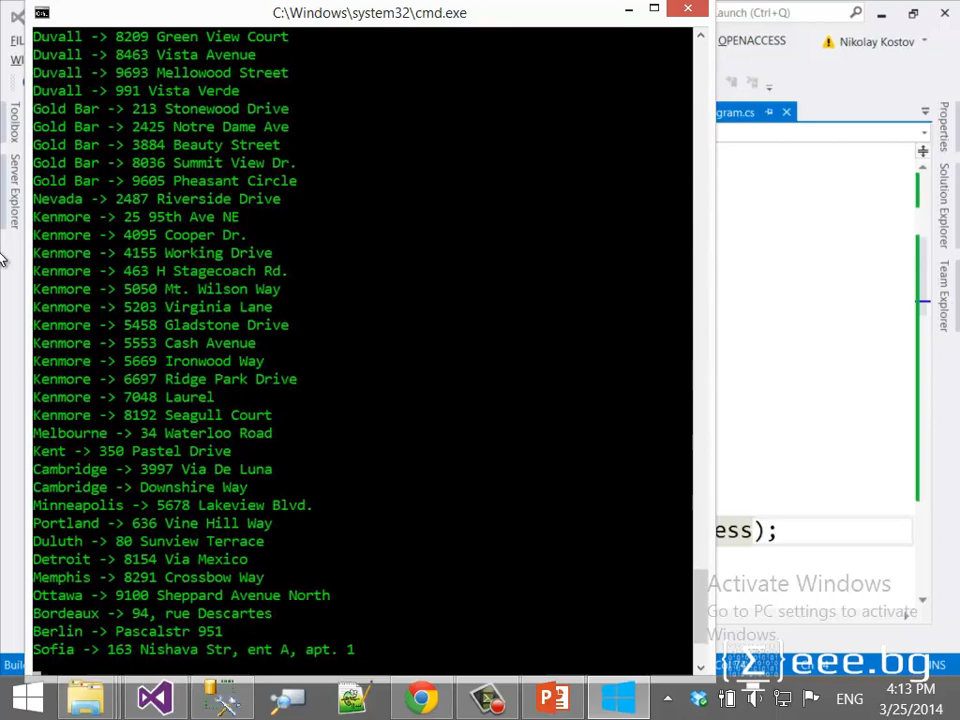 C:\Windows\system32\cmd.exe
Launch (Ctrl+Q)
FIL
OPENACCESS
Nikolay Kostov
WI
gram.cs
Toolbox
Server Explorer
Properties
Solution Explorer
Team Explorer
Duvall -> 8209 Green View Court
Duvall -> 8463 Vista Avenue
Duvall -> 9693 Mellowood Street
Duvall -> 991 Vista Verde
Gold Bar -> 213 Stonewood Drive
Gold Bar -> 2425 Notre Dame Ave
Gold Bar -> 3884 Beauty Street
Gold Bar -> 8036 Summit View Dr.
Gold Bar -> 9605 Pheasant Circle
Nevada -> 2487 Riverside Drive
Kenmore -> 25 95th Ave NE
Kenmore -> 4095 Cooper Dr.
Kenmore -> 4155 Working Drive
Kenmore -> 463 H Stagecoach Rd.
Kenmore -> 5050 Mt. Wilson Way
Kenmore -> 5203 Virginia Lane
Kenmore -> 5458 Gladstone Drive
Kenmore -> 5553 Cash Avenue
Kenmore -> 5669 Ironwood Way
Kenmore -> 6697 Ridge Park Drive
Kenmore -> 7048 Laurel
Kenmore -> 8192 Seagull Court
Melbourne -> 34 Waterloo Road
Kent -> 350 Pastel Drive
Cambridge -> 3997 Via De Luna
Cambridge -> Downshire Way
Minneapolis -> 5678 Lakeview Blvd.
Portland -> 636 Vine Hill Way
Duluth -> 80 Sunview Terrace
Detroit -> 8154 Via Mexico
Memphis -> 8291 Crossbow Way
Ottawa -> 9100 Sheppard Avenue North
Bordeaux -> 94, rue Descartes
Berlin -> Pascalstr 951
Sofia -> 163 Nishava Str, ent A, apt. 1
ess);
Activate Windows
Go to PC settings to activate
Windows.
Buil
INS
eee.bg
ENG
4:13 PM
3/25/2014